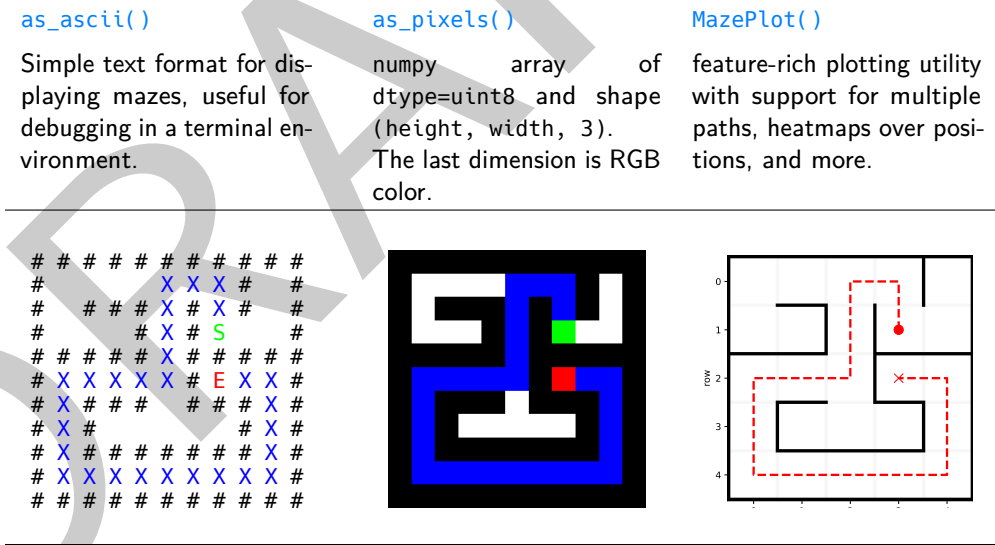 as_ascii()
Simple text format for dis-
playing mazes, useful for
debugging in a terminal en-
vironment.
as_pixels()
numpy array of
dtype=uint8 and shape
(height, width, 3).
The last dimension is RGB
color.
MazePlot()
feature-rich plotting utility
with support for multiple
paths, heatmaps over posi-
tions, and more.
# # # # # # # # # # #
#         X X X #   #
#   # # # X # X #   #
#       # X # S     #
# # # # # X # # # # #
# X X X X X # E X X #
# X # # #   # # # X #
# X #           # X #
# X # # # # # # # X #
# X X X X X X X X X #
# # # # # # # # # # #
row
0
1
2
3
4
DRA